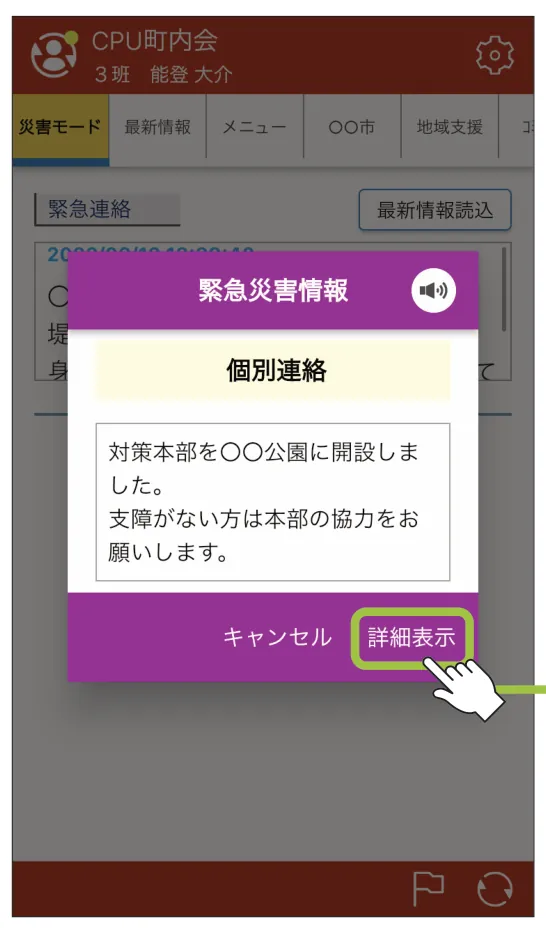 CPU町内会
3班 能登 大介
災害モード
最新情報
メニュー
〇〇市
地域支援
緊急連絡
最新情報読込
緊急災害情報
個別連絡
対策本部を〇〇公園に開設しま
した。
支障がない方は本部の協力をお
願いします。
キャンセル
詳細表示